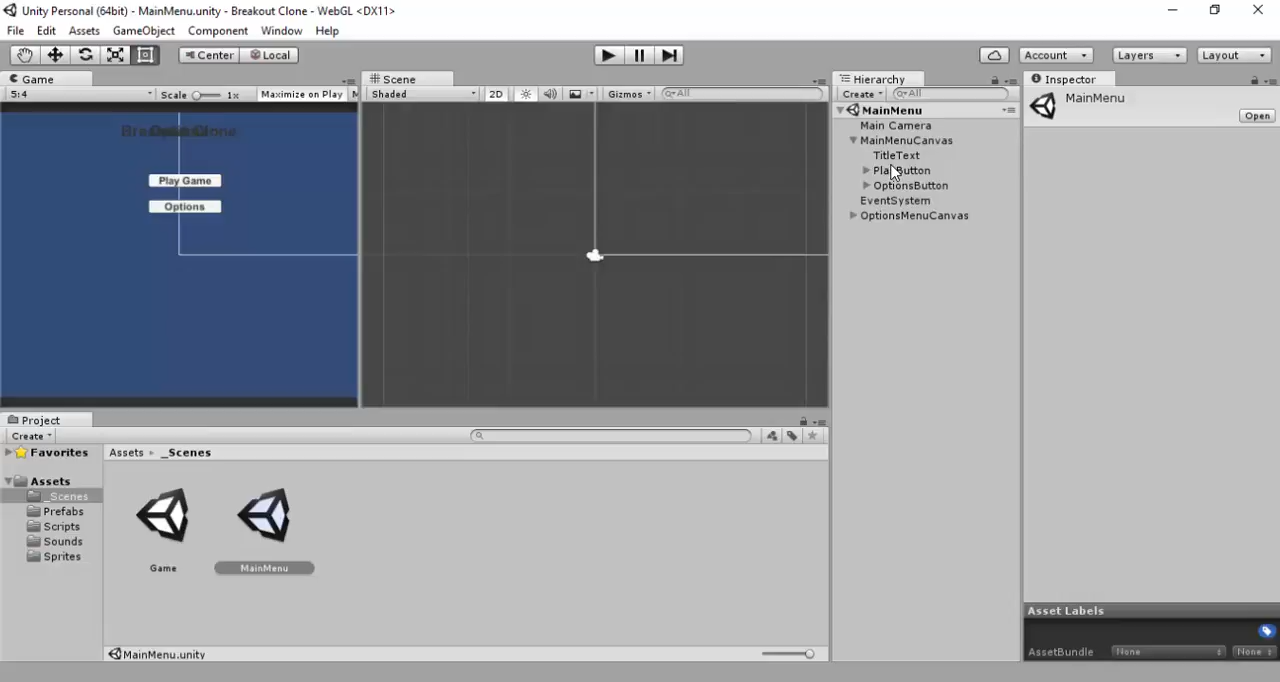 Unity Personal (64bit) - MainMenu.unity - Breakout Clone - WebGL <DX11>
File Edit Assets GameObject Component Window Help
Center Local Account Layers Layout
Game Scene Hierarchy Inspector
5:4 Scale 1x Maximize on Play M Shaded 2D Gizmos All Create All
MainMenu
Open
MainMenu
Main Camera
MainMenuCanvas
TitleText
PlayButton
OptionsButton
EventSystem
OptionsMenuCanvas
Play Game
Options
Project
Create
Favorites
Assets
_Scenes
Prefabs
Scripts
Sounds
Sprites
Assets _Scenes
Game MainMenu
MainMenu.unity
Asset Labels
AssetBundle None None